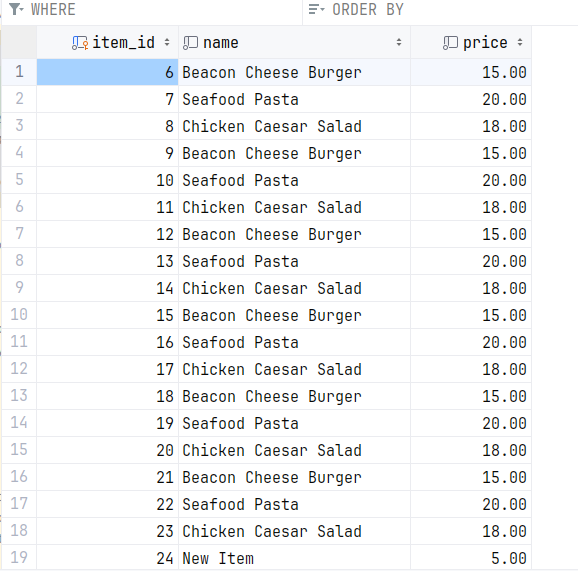 WHERE ORDER BY
item_id name price
1 6 Beacon Cheese Burger 15.00
2 7 Seafood Pasta 20.00
3 8 Chicken Caesar Salad 18.00
4 9 Beacon Cheese Burger 15.00
5 10 Seafood Pasta 20.00
6 11 Chicken Caesar Salad 18.00
7 12 Beacon Cheese Burger 15.00
8 13 Seafood Pasta 20.00
9 14 Chicken Caesar Salad 18.00
10 15 Beacon Cheese Burger 15.00
11 16 Seafood Pasta 20.00
12 17 Chicken Caesar Salad 18.00
13 18 Beacon Cheese Burger 15.00
14 19 Seafood Pasta 20.00
15 20 Chicken Caesar Salad 18.00
16 21 Beacon Cheese Burger 15.00
17 22 Seafood Pasta 20.00
18 23 Chicken Caesar Salad 18.00
19 24 New Item 5.00